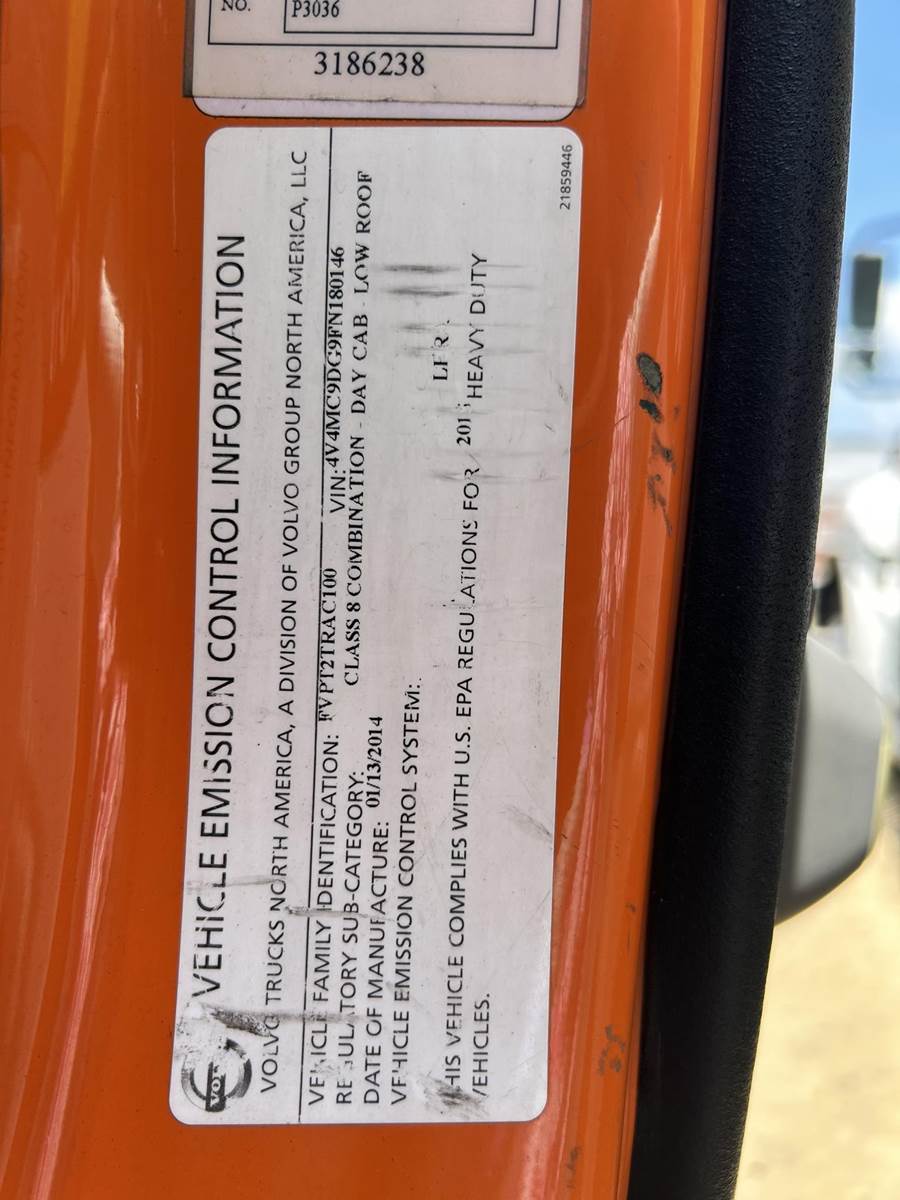 NO.
P3036
3186238
21859446
VOLVO
VEHICLE EMISSION CONTROL INFORMATION
VOLVO TRUCKS NORTH AMERICA, A DIVISION OF VOLVO GROUP NORTH AMERICA, LLC
VEHICLE FAMILY IDENTIFICATION: FVPT2TRAC100 VIN:4V4MC9DG9FN180146
REGULATORY SUB-CATEGORY: CLASS 8 COMBINATION - DAY CAB - LOW ROOF
DATE OF MANUFACTURE: 01/13/2014
VEHICLE EMISSION CONTROL SYSTEM:
THIS VEHICLE COMPLIES WITH U.S. EPA REGULATIONS FOR HEAVY DUTY
VEHICLES.